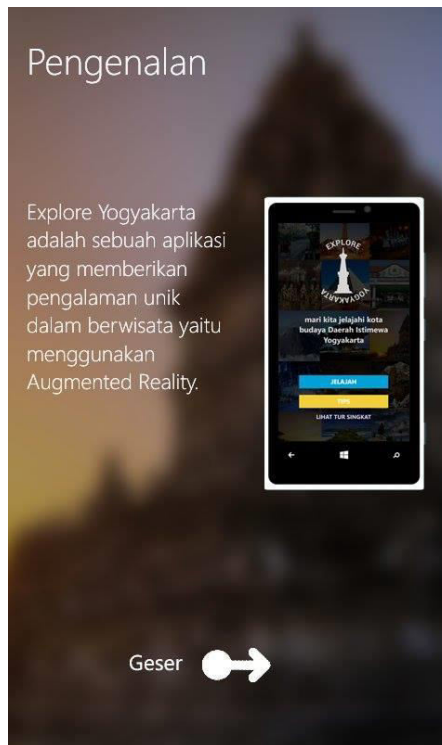 Pengenalan
Explore Yogyakarta
adalah sebuah aplikasi
yang memberikan
pengalaman unik
dalam berwisata yaitu
menggunakan
Augmented Reality.
EXPLORE
YOGYAKARTA
mari kita jelajahi kota
budaya Daerah Istimewa
Yogyakarta
JELAJAH
TIPS
LIHAT TUR SINGKAT
Geser